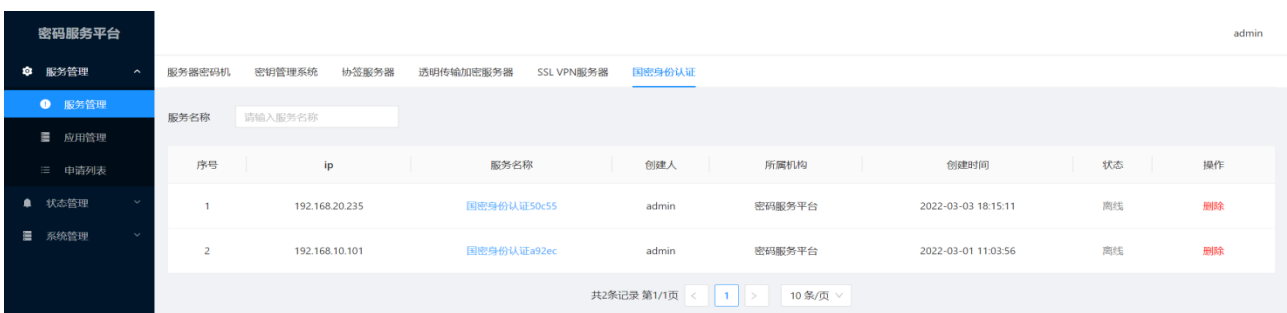 密码服务平台
admin
服务管理
服务器密码机 密钥管理系统 协签服务器 透明传输加密服务器 SSL VPN服务器 国密身份认证
服务管理
服务名称 请输入服务名称
应用管理
申请列表
序号 ip 服务名称 创建人 所属机构 创建时间 状态 操作
状态管理
1 192.168.20.235 国密身份认证50c55 admin 密码服务平台 2022-03-03 18:15:11 离线 删除
系统管理
2 192.168.10.101 国密身份认证a92ec admin 密码服务平台 2022-03-01 11:03:56 离线 删除
共2条记录 第1/1页 < 1 > 10 条/页